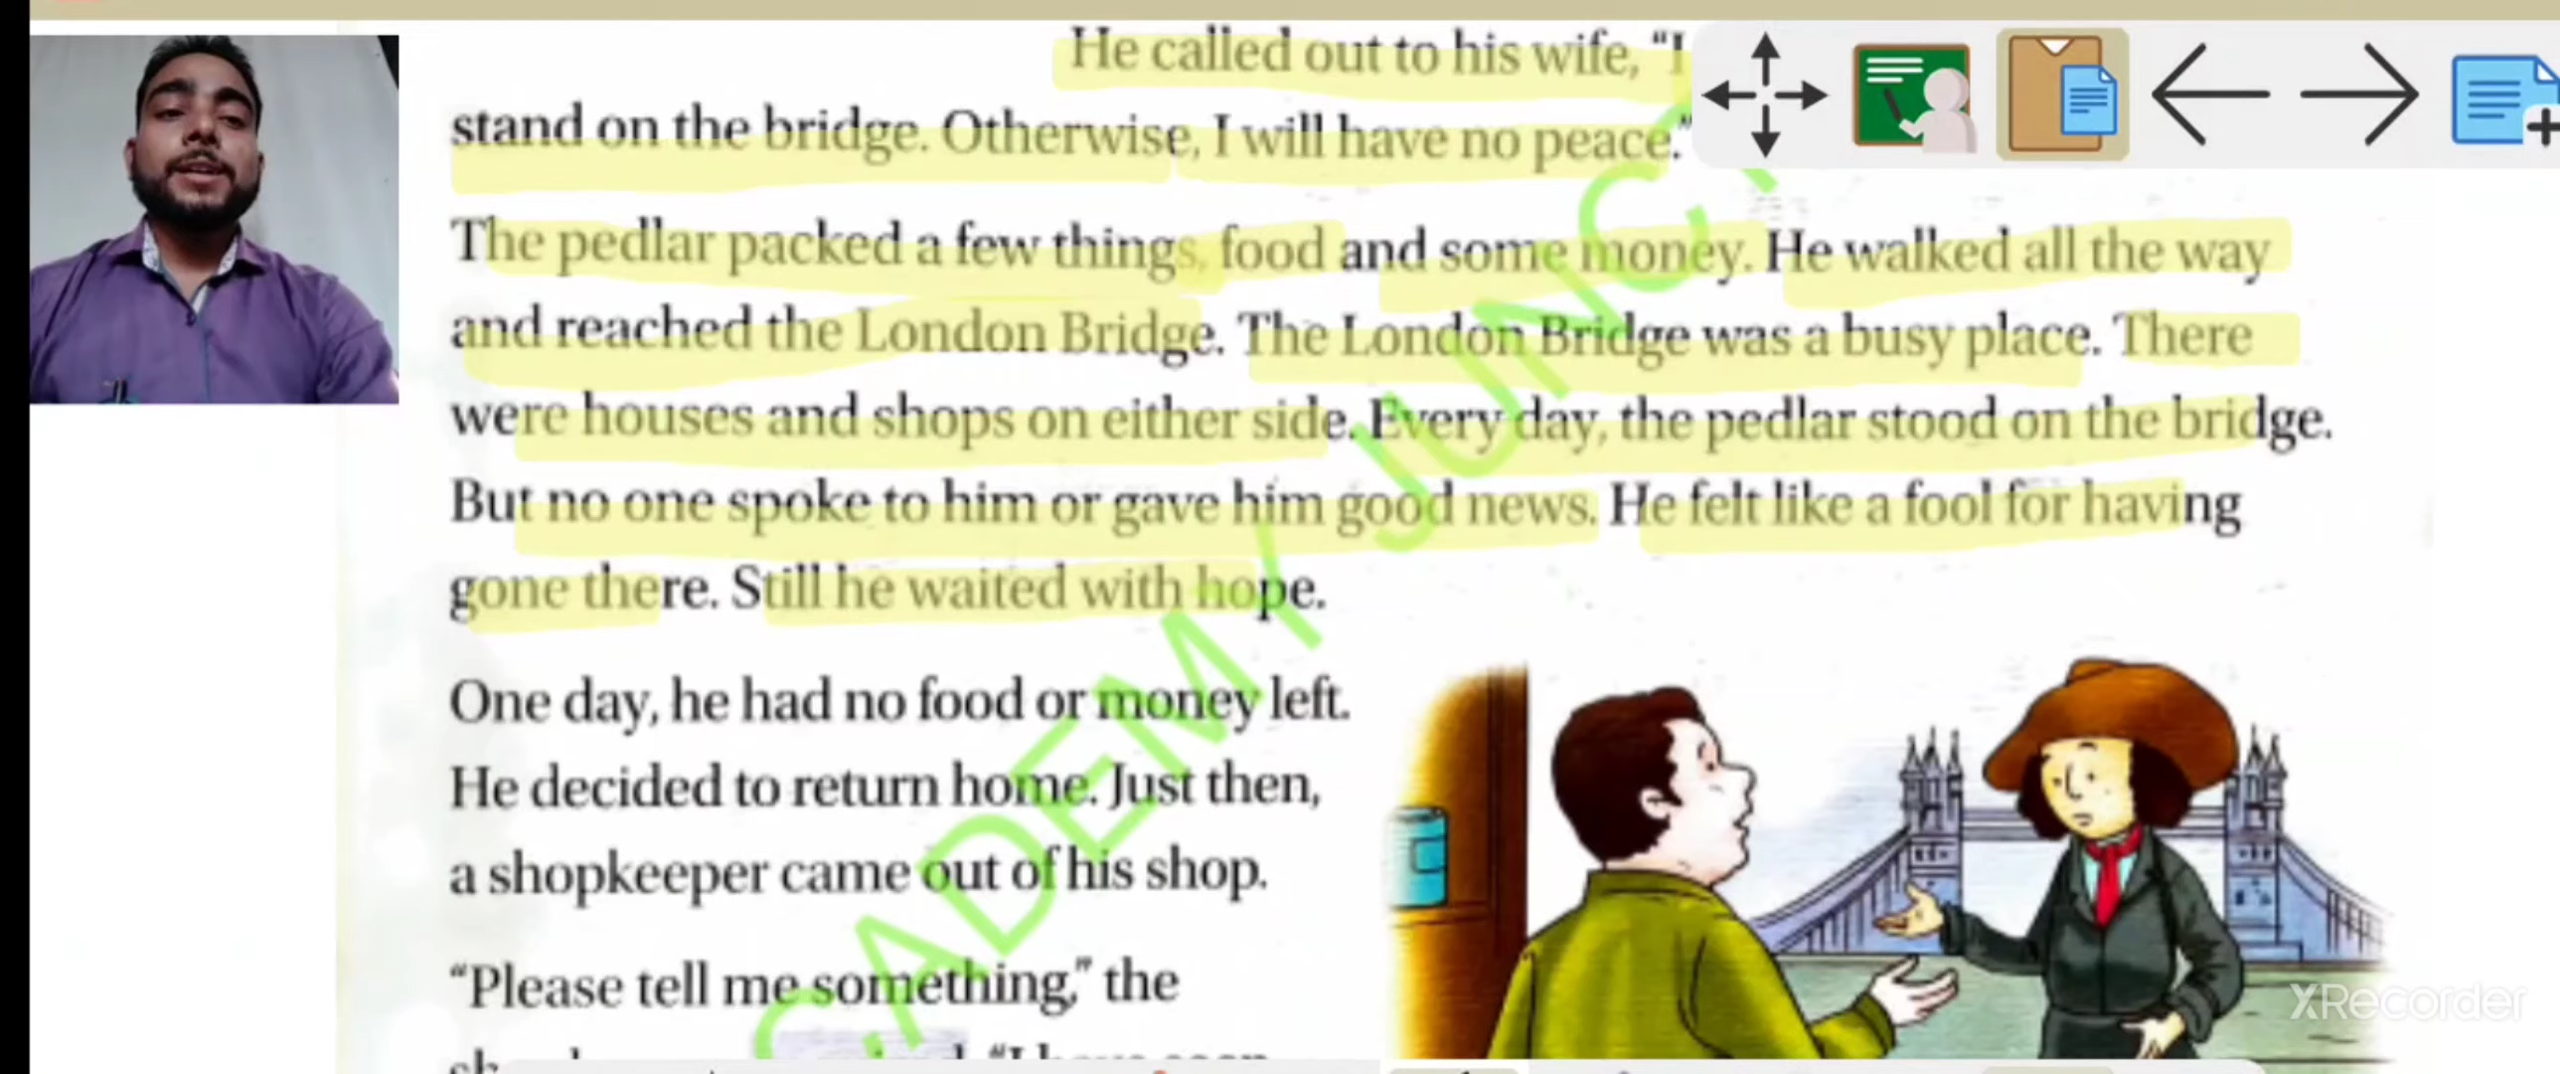 He called out to his wife, “I
stand on the bridge. Otherwise, I will have no peace.”
The pedlar packed a few things, food and some money. He walked all the way
and reached the London Bridge. The London Bridge was a busy place. There
were houses and shops on either side. Every day, the pedlar stood on the bridge.
But no one spoke to him or gave him good news. He felt like a fool for having
gone there. Still he waited with hope.
One day, he had no food or money left.
He decided to return home. Just then,
a shopkeeper came out of his shop.
“Please tell me something,” the
“I have seen
CADEMY JUNC
XRecorder